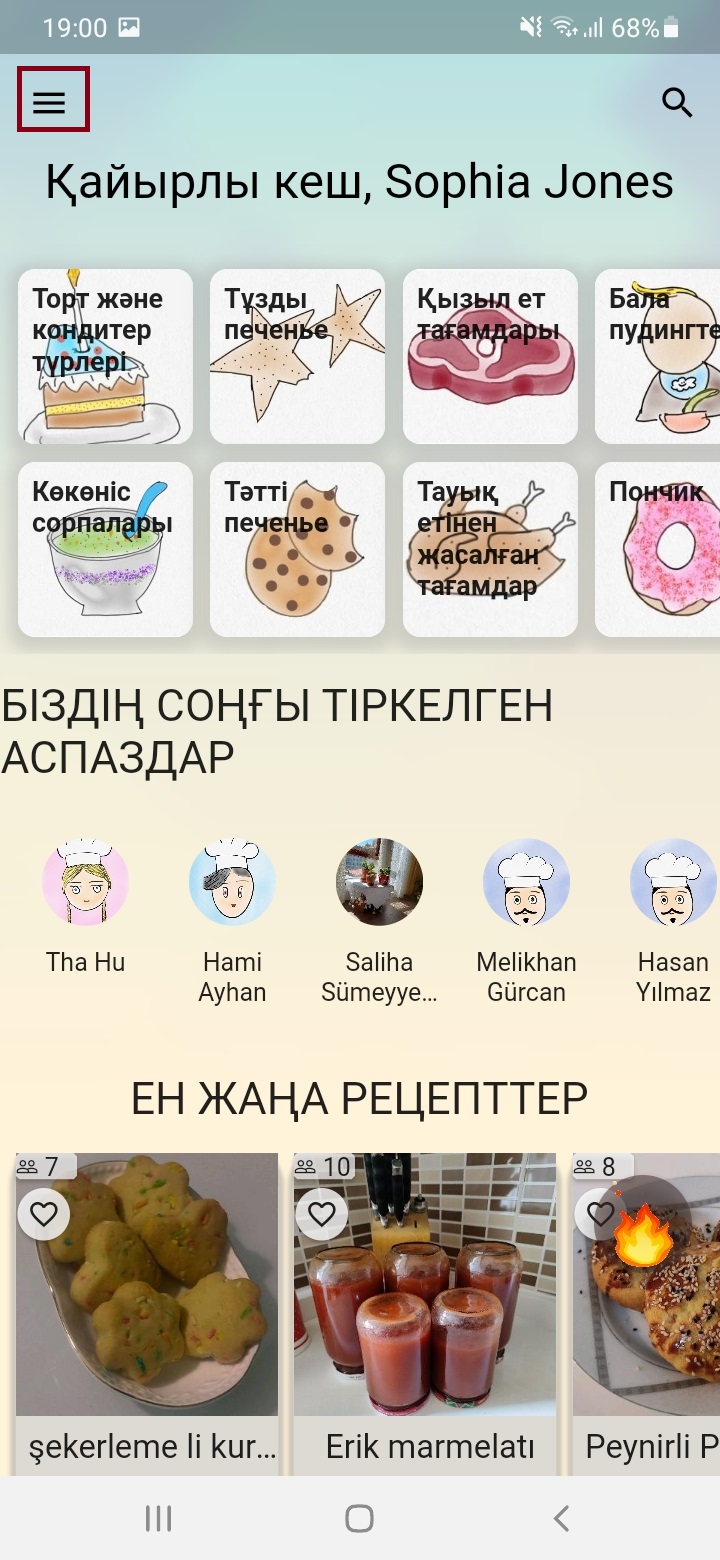 19:00
68%
Қайырлы кеш, Sophia Jones
Торт және
кондитер
түрлері
Тұзды
печенье
Қызыл ет
тағамдары
Бала
пудингте
Көкөніс
сорпалары
Тәтті
печенье
Тауық
етінен
жасалған
тағамдар
Пончик
БІЗДІҢ СОҢҒЫ ТІРКЕЛГЕН
АСПАЗДАР
Tha Hu
Hami
Ayhan
Saliha
Sümeyye…
Melikhan
Gürcan
Hasan
Yılmaz
ЕН ЖАҢА РЕЦЕПТТЕР
7
10
8
şekerleme li kur…
Erik marmelatı
Peynirli P